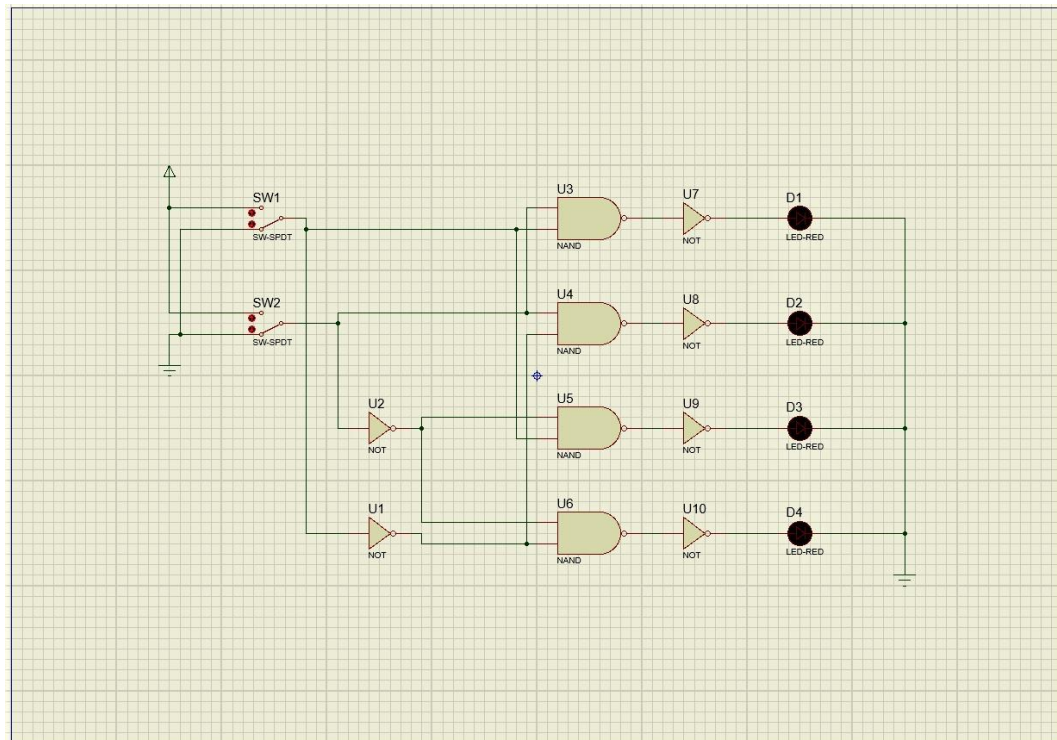 SW1
SW-SPDT
SW2
SW-SPDT
U2
NOT
U1
NOT
U3
NAND
U4
NAND
U5
NAND
U6
NAND
U7
NOT
U8
NOT
U9
NOT
U10
NOT
D1
LED-RED
D2
LED-RED
D3
LED-RED
D4
LED-RED